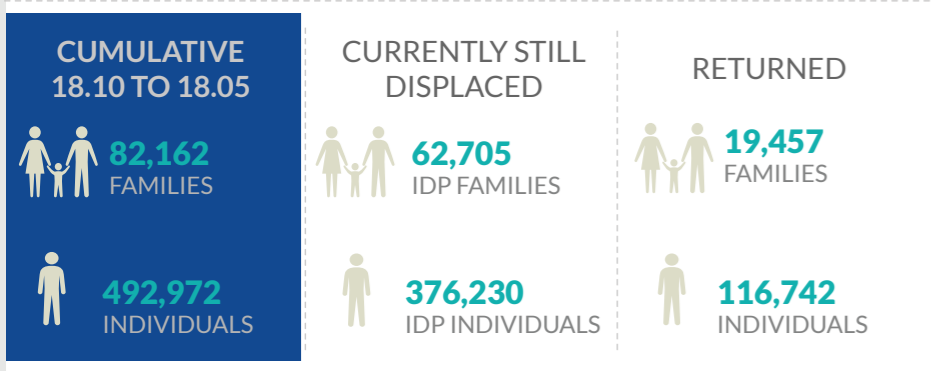 CUMULATIVE
18.10 TO 18.05
82,162
FAMILIES
492,972
INDIVIDUALS
CURRENTLY STILL
DISPLACED
62,705
IDP FAMILIES
376,230
IDP INDIVIDUALS
RETURNED
19,457
FAMILIES
116,742
INDIVIDUALS